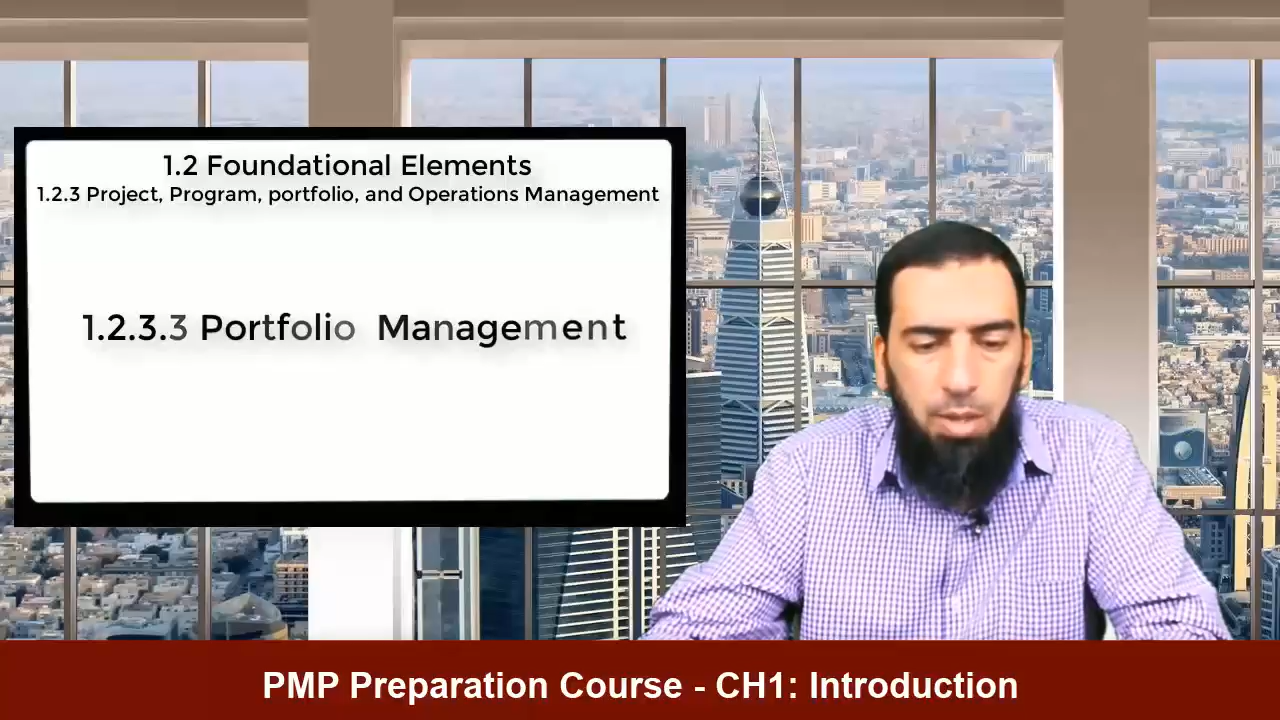 1.2 Foundational Elements
1.2.3 Project, Program, portfolio, and Operations Management
1.2.3.3 Portfolio Management
PMP Preparation Course - CH1: Introduction